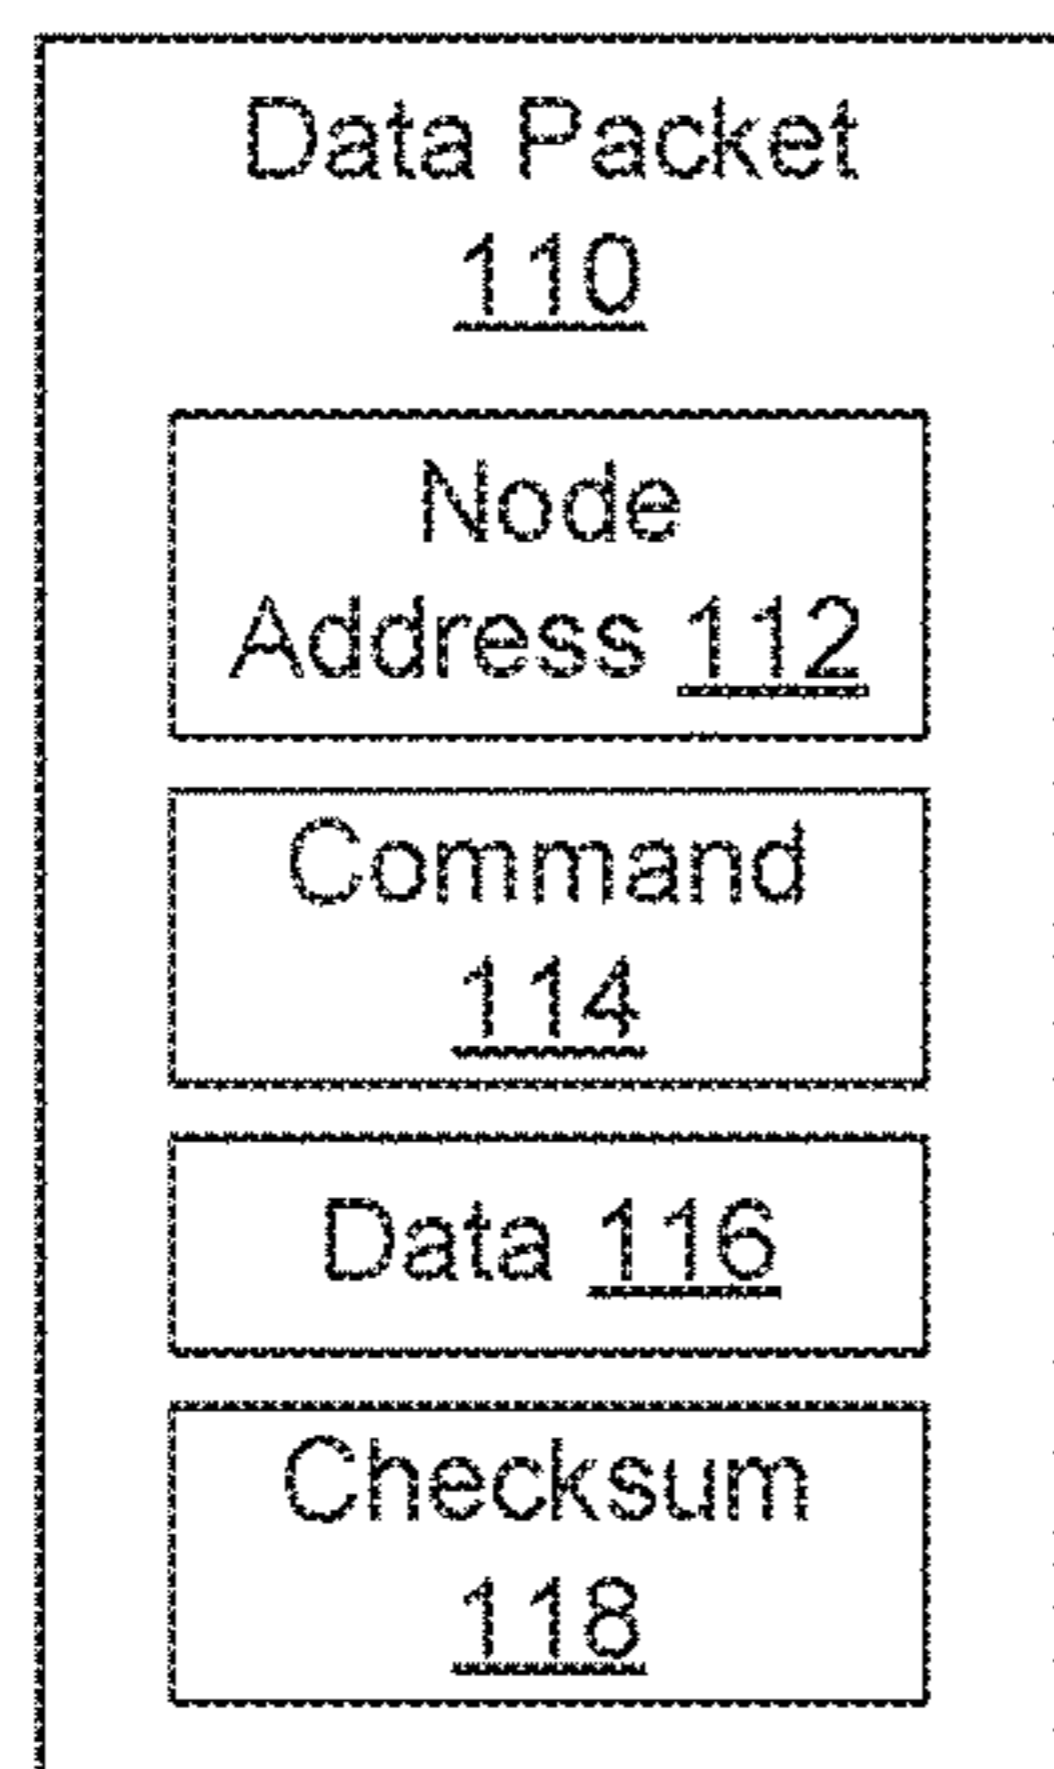 Data Packet
110
Node
Address 112
Command
114
Data 116
Checksum
118